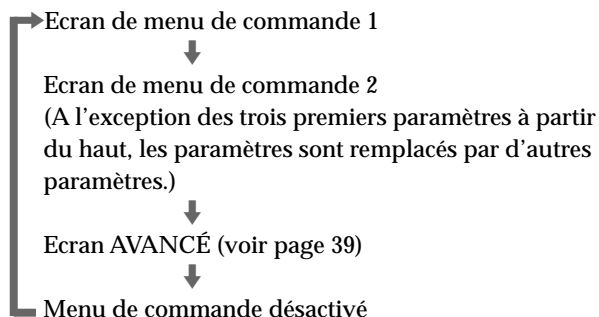 Ecran de menu de commande 1
Ecran de menu de commande 2
(A l'exception des trois premiers paramètres à partir
du haut, les paramètres sont remplacés par d'autres
paramètres.)
Ecran AVANCÉ (voir page 39)
Menu de commande désactivé